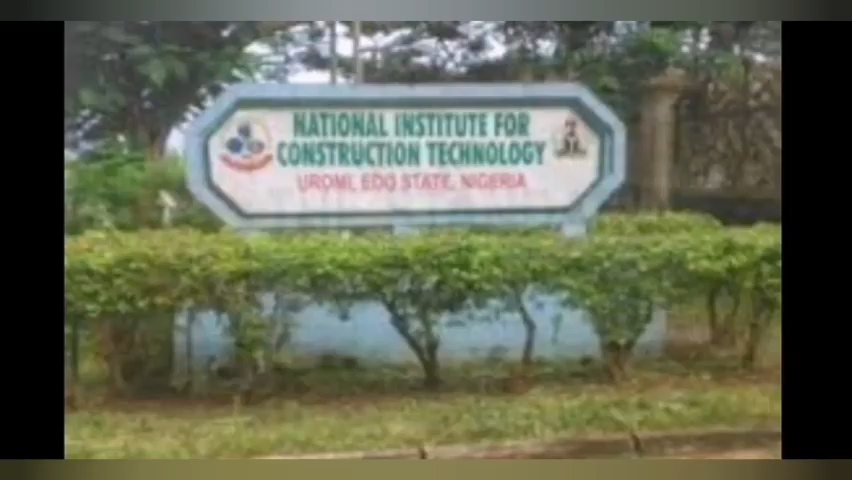 NATIONAL INSTITUTE FOR
CONSTRUCTION TECHNOLOGY
UROMI, EDO STATE, NIGERIA